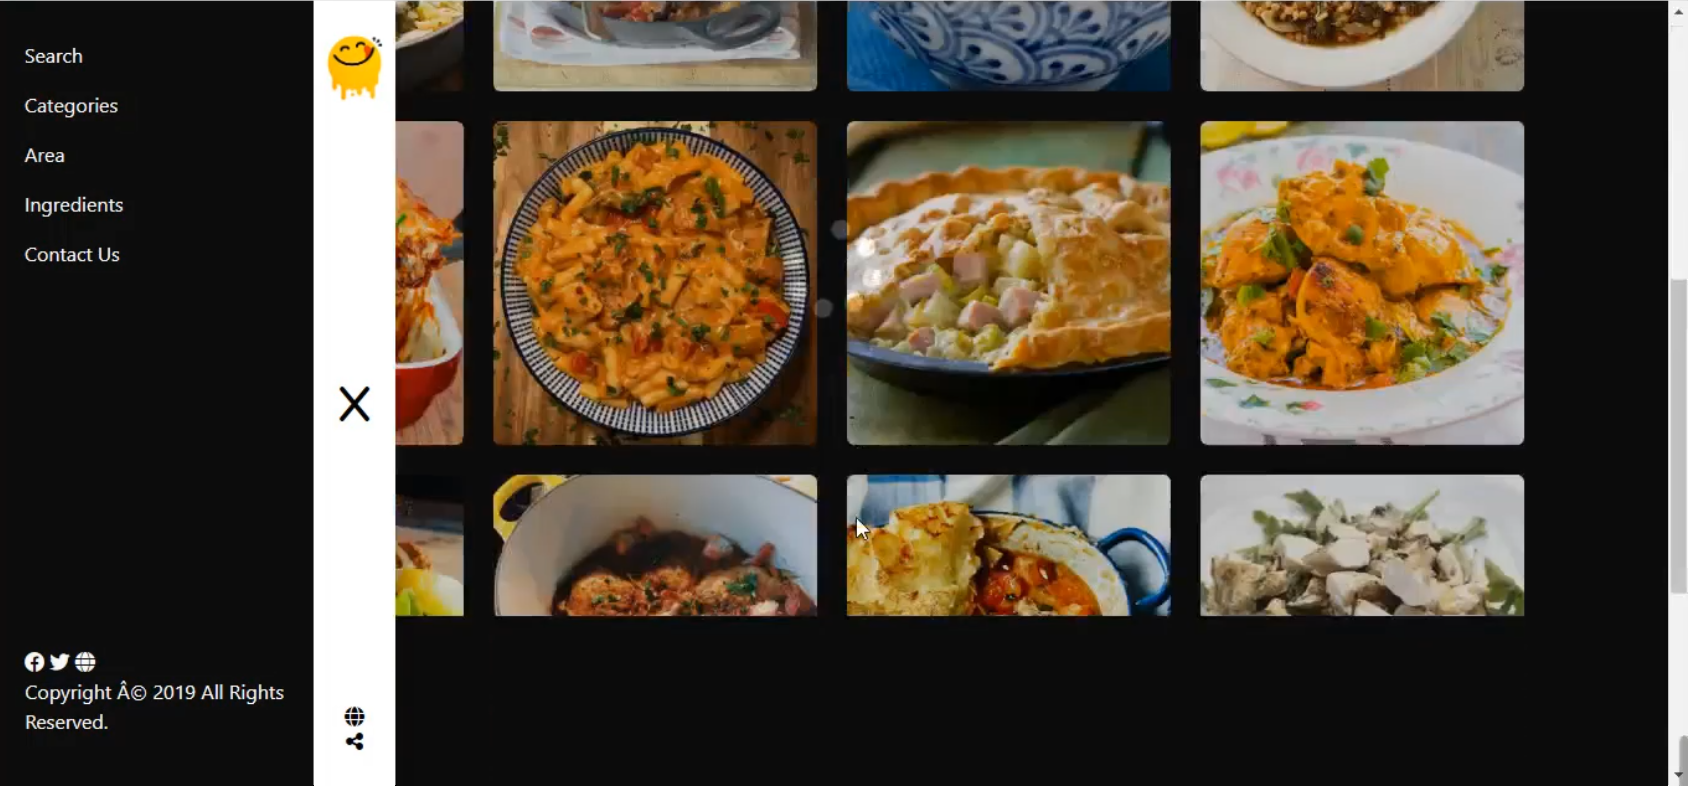 Search
Categories
Area
Ingredients
Contact Us
Copyright Â© 2019 All Rights
Reserved.